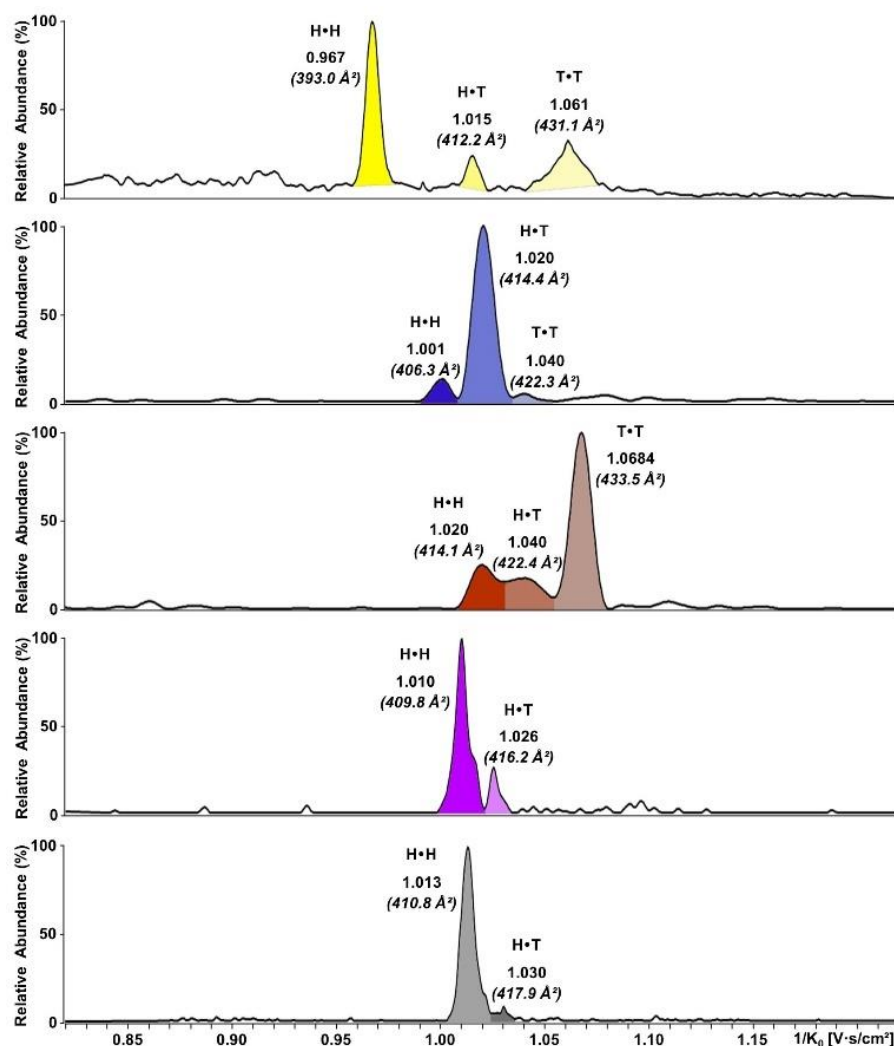 Relative Abundance (%)
100
50
0
H•H
0.967
(393.0 Å²)
H•T
1.015
(412.2 Å²)
T•T
1.061
(431.1 Å²)
Relative Abundance (%)
100
50
0
H•H
1.001
(406.3 Å²)
H•T
1.020
(414.4 Å²)
T•T
1.040
(422.3 Å²)
Relative Abundance (%)
100
50
0
H•H
1.020
(414.1 Å²)
H•T
1.040
(422.4 Å²)
T•T
1.0684
(433.5 Å²)
Relative Abundance (%)
100
50
0
H•H
1.010
(409.8 Å²)
H•T
1.026
(416.2 Å²)
Relative Abundance (%)
100
50
0
H•H
1.013
(410.8 Å²)
H•T
1.030
(417.9 Å²)
0.85 0.90 0.95 1.00 1.05 1.10 1.15 1/K₀ [V·s/cm²]